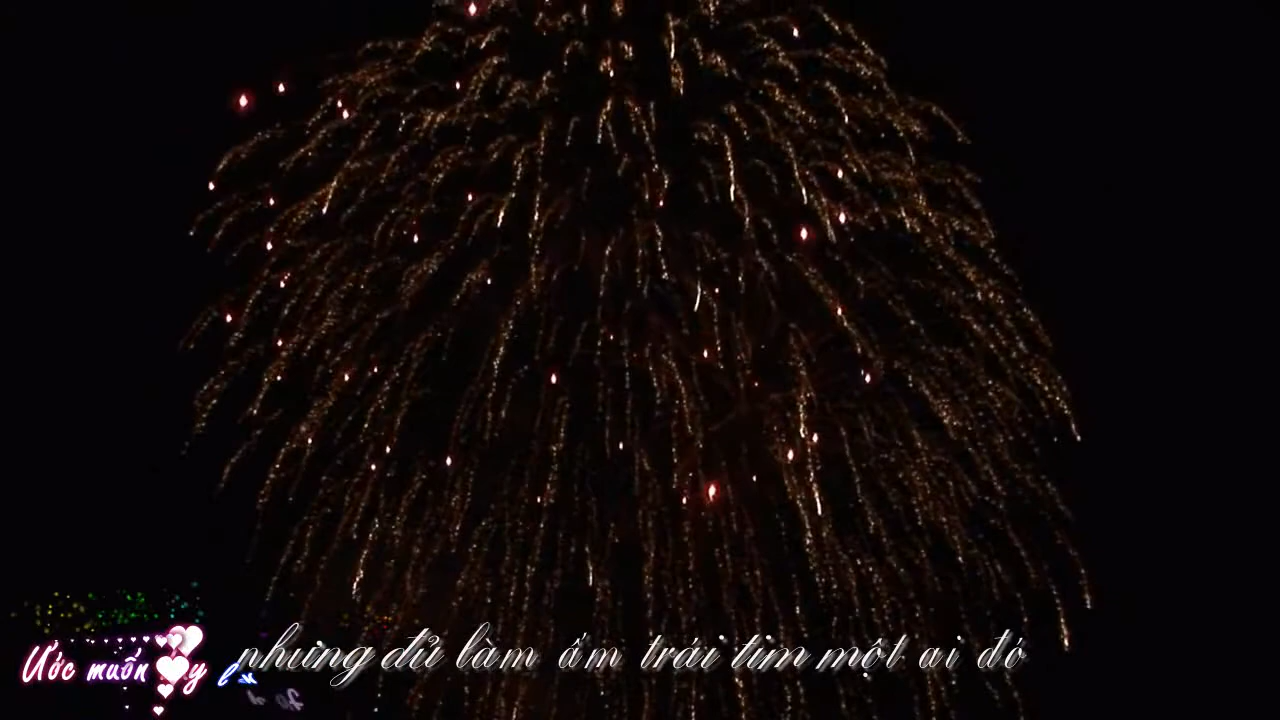 Ước muốn
nhưng đủ làm ấm trái tim một ai đó